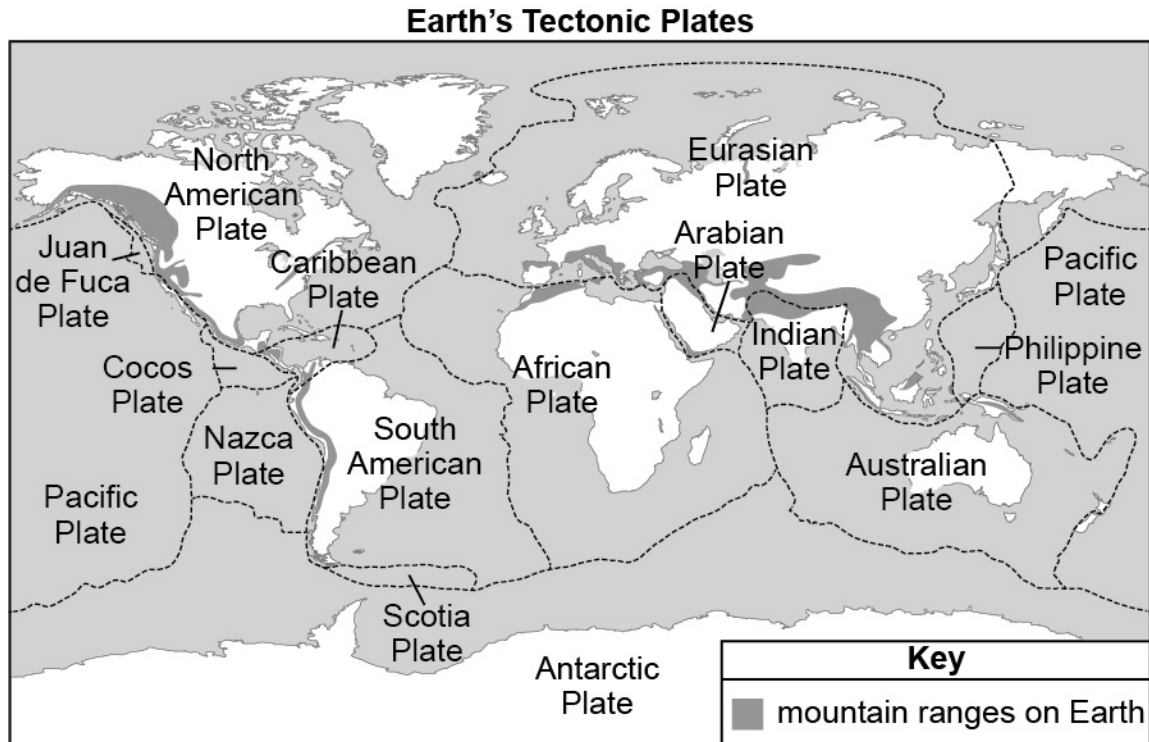 Earth's Tectonic Plates
North
American
Plate
Eurasian
Plate
Juan
de Fuca
Plate
Caribbean
Plate
Arabian
Plate
Pacific
Plate
Cocos
Plate
African
Plate
Indian
Plate
Philippine
Plate
Nazca
Plate
South
American
Plate
Australian
Plate
Pacific
Plate
Scotia
Plate
Antarctic
Plate
Key
mountain ranges on Earth